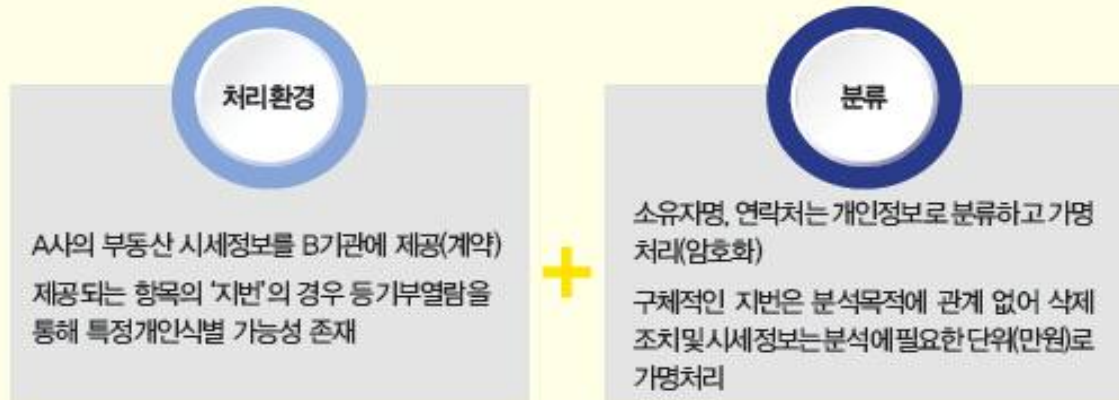 처리환경
A사의 부동산 시세정보를 B기관에 제공(계약)
제공되는 항목의 '지번'의 경우 등기부열람을
통해 특정개인식별 가능성 존재
+
분류
소유자명, 연락처는 개인정보로 분류하고 가명
처리(암호화)
구체적인 지번은 분석목적에 관계 없어 삭제
조치및시세정보는분석에필요한단위(만원)로
가명처리